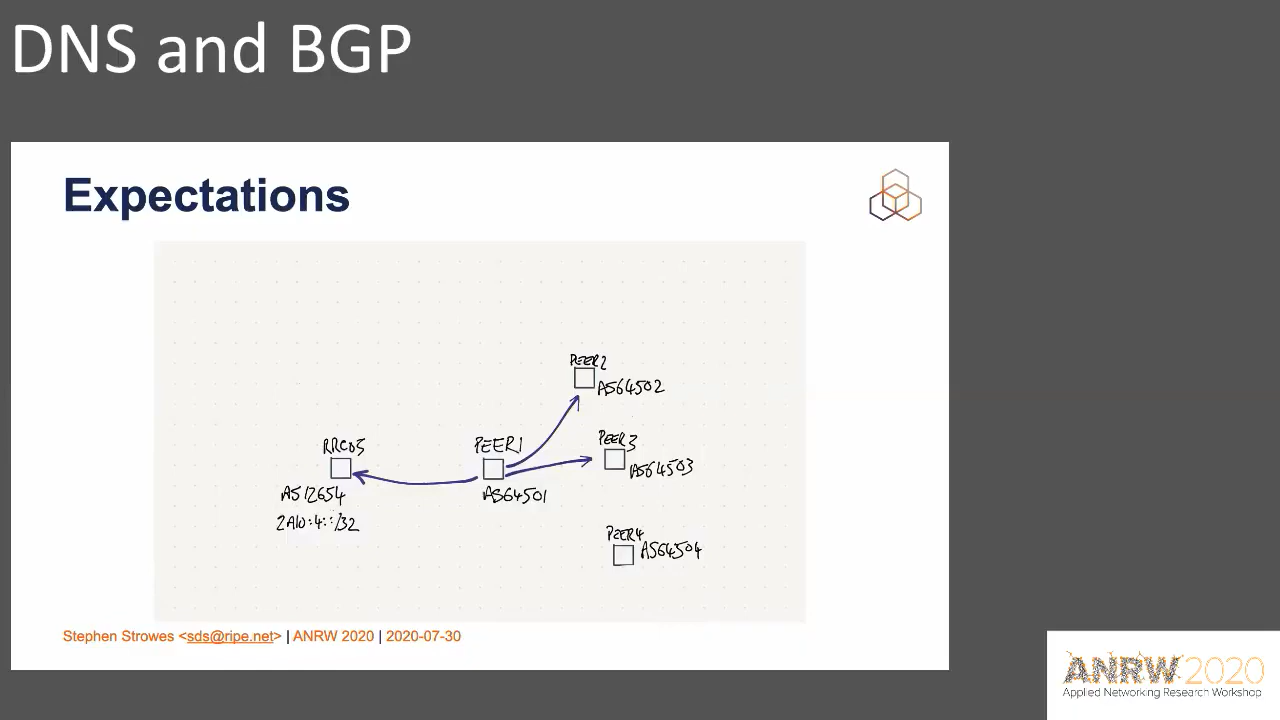 DNS and BGP
Expectations
PEER2
AS64502
RRC05
PEER1
PEER3
AS64503
AS12654
AS64501
2A10:4::/32
PEER4
AS64504
Stephen Strowes <sds@ripe.net> | ANRW 2020 | 2020-07-30
ANRW 2020
Applied Networking Research Workshop